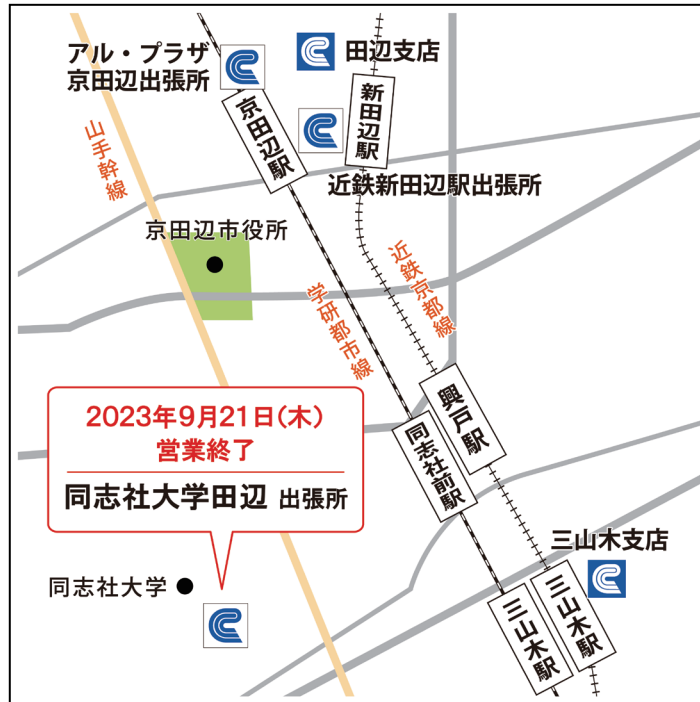 アル・プラザ
京田辺出張所
田辺支店
京田辺駅
新田辺駅
近鉄新田辺駅出張所
山手幹線
京田辺市役所
学研都市線
近鉄京都線
2023年9月21日(木)
営業終了
同志社大学田辺 出張所
興戸駅
同志社前駅
三山木支店
同志社大学
三山木駅
三山木駅